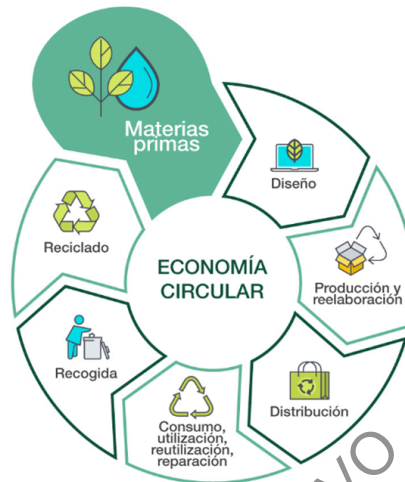 Materias
primas
Diseño
Producción y
reelaboración
Distribución
Consumo,
utilización,
reutilización,
reparación
Recogida
Reciclado
ECONOMÍA
CIRCULAR